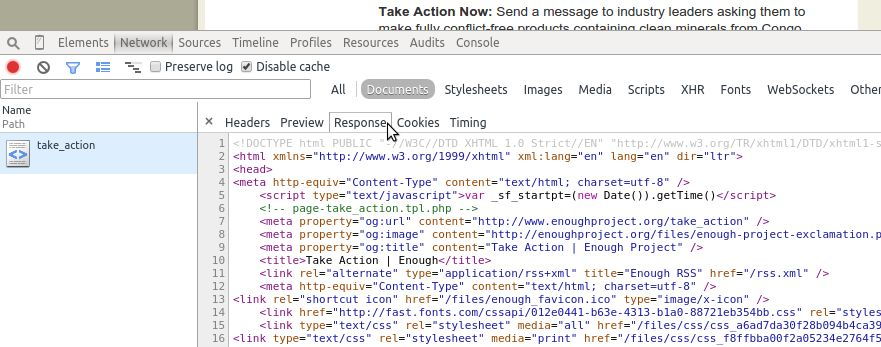 Take Action Now: Send a message to industry leaders asking them to
make fully conflict-free products containing clean minerals from Congo
Elements Network Sources Timeline Profiles Resources Audits Console
Preserve log Disable cache
Filter All Documents Stylesheets Images Media Scripts XHR Fonts WebSockets Other
Name
Path
× Headers Preview Response Cookies Timing
take_action
1 <!DOCTYPE html PUBLIC "-//W3C//DTD XHTML 1.0 Strict//EN" "http://www.w3.org/TR/xhtml1/DTD/xhtml1-s
2 <html xmlns="http://www.w3.org/1999/xhtml" xml:lang="en" lang="en" dir="ltr">
3 <head>
4 <meta http-equiv="Content-Type" content="text/html; charset=utf-8" />
5 <script type="text/javascript">var _sf_startpt=(new Date()).getTime()</script>
6 <!-- page-take_action.tpl.php -->
7 <meta property="og:url" content="http://www.enoughproject.org/take_action" />
8 <meta property="og:image" content="http://enoughproject.org/files/enough-project-exclamation.p
9 <meta property="og:title" content="Take Action | Enough Project" />
10 <title>Take Action | Enough</title>
11 <link rel="alternate" type="application/rss+xml" title="Enough RSS" href="/rss.xml" />
12 <meta http-equiv="Content-Type" content="text/html; charset=utf-8" />
13 <link rel="shortcut icon" href="/files/enough_favicon.ico" type="image/x-icon" />
14 <link href="http://fast.fonts.com/cssapi/012e0441-b63e-4313-b1a0-88721eb354bb.css" rel="styles
15 <link type="text/css" rel="stylesheet" media="all" href="/files/css/css_a6ad7da30f28b094b4ca39
16 <link type="text/css" rel="stylesheet" media="print" href="/files/css/css_f8ffbba00f2a05234e2764f5